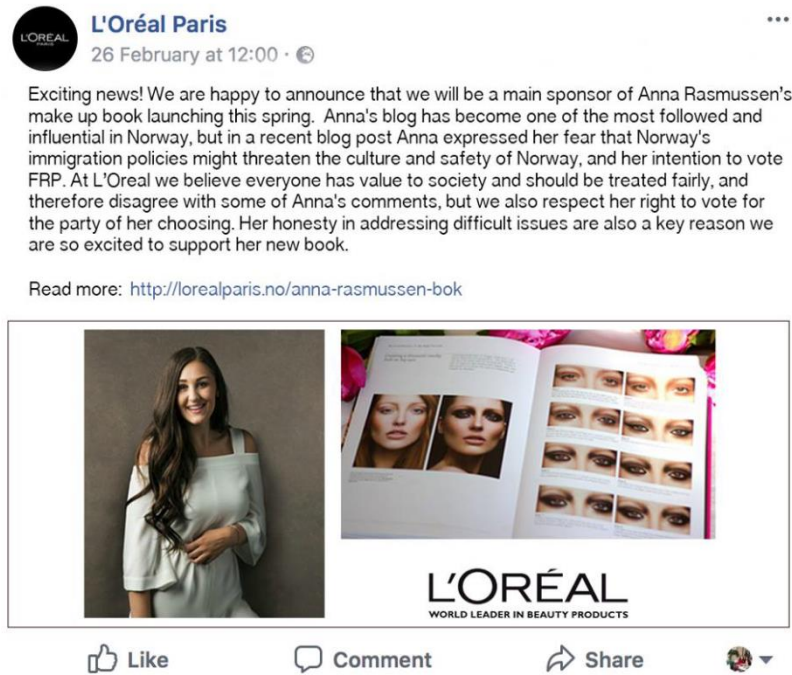 L'ORÉAL
PARIS
L'Oréal Paris
26 February at 12:00 ·
Exciting news! We are happy to announce that we will be a main sponsor of Anna Rasmussen's
make up book launching this spring.  Anna's blog has become one of the most followed and
influential in Norway, but in a recent blog post Anna expressed her fear that Norway's
immigration policies might threaten the culture and safety of Norway, and her intention to vote
FRP. At L'Oreal we believe everyone has value to society and should be treated fairly, and
therefore disagree with some of Anna's comments, but we also respect her right to vote for
the party of her choosing. Her honesty in addressing difficult issues are also a key reason we
are so excited to support her new book.
Read more: http://lorealparis.no/anna-rasmussen-bok
L'ORÉAL
WORLD LEADER IN BEAUTY PRODUCTS
Like
Comment
Share